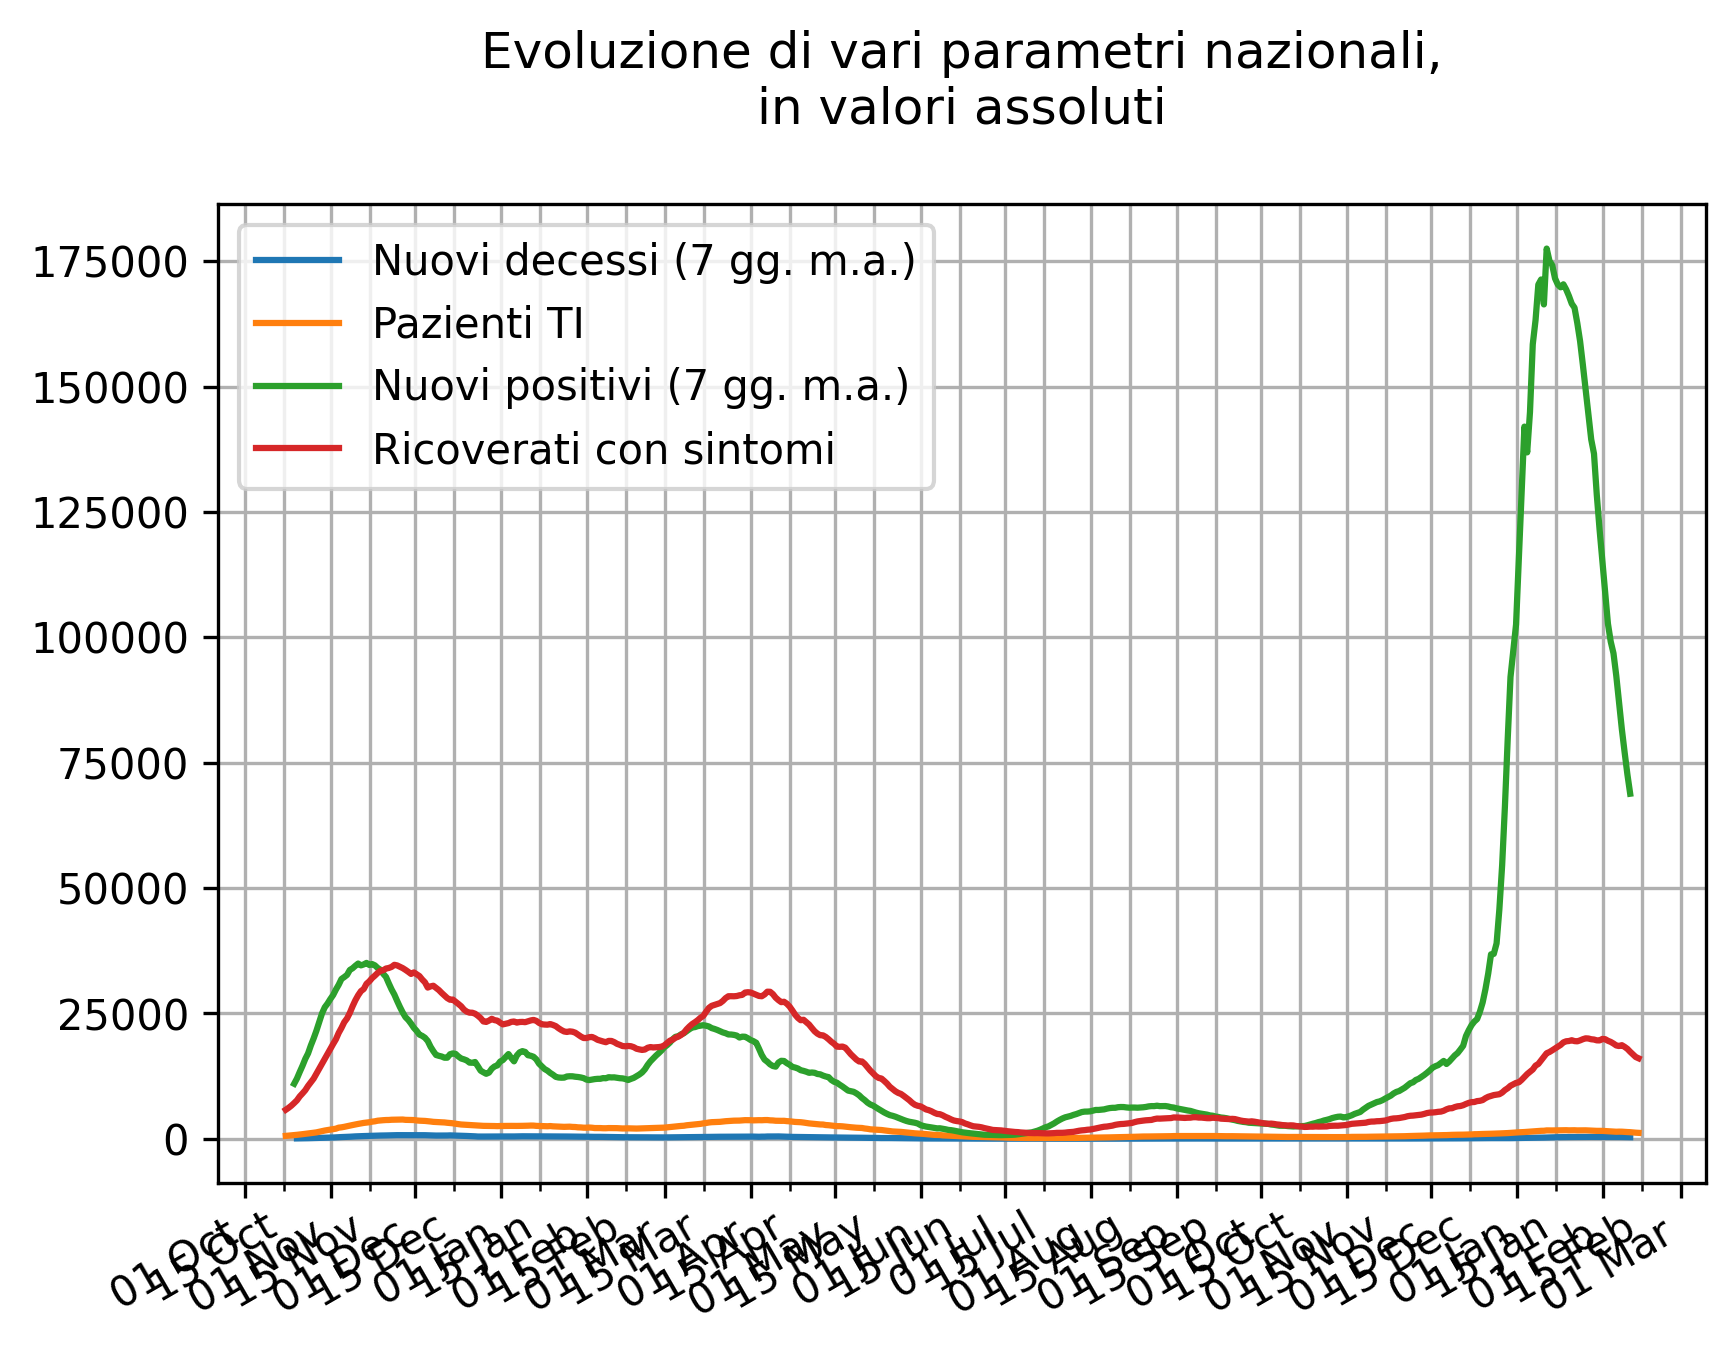 Evoluzione di vari parametri nazionali,
in valori assoluti
175000
150000
125000
100000
75000
50000
25000
0
Nuovi decessi (7 gg. m.a.)
Pazienti TI
Nuovi positivi (7 gg. m.a.)
Ricoverati con sintomi
01 Oct
15 Oct
01 Nov
15 Nov
01 Dec
15 Dec
01 Jan
15 Jan
01 Feb
15 Feb
01 Mar
15 Mar
01 Apr
15 Apr
01 May
15 May
01 Jun
15 Jun
01 Jul
15 Jul
01 Aug
15 Aug
01 Sep
15 Sep
01 Oct
15 Oct
01 Nov
15 Nov
01 Dec
15 Dec
01 Jan
15 Jan
01 Feb
15 Feb
01 Mar